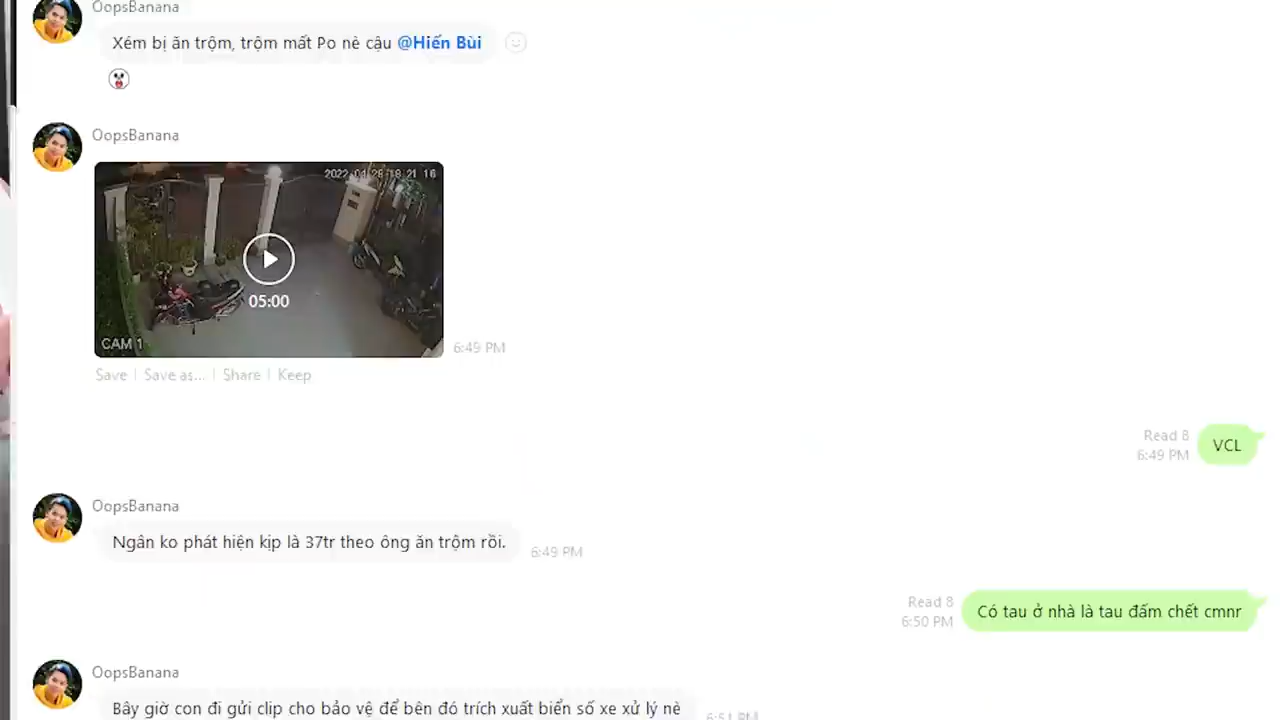 OopsBanana
Xém bị ăn trộm, trộm mất Po nè cậu @Hiến Bùi
OopsBanana
2022-04-28 18:21:16
05:00
CAM 1
6:49 PM
Save | Save as... | Share | Keep
Read 8
6:49 PM
VCL
OopsBanana
Ngân ko phát hiện kịp là 37tr theo ông ăn trộm rồi.
6:49 PM
Read 8
6:50 PM
Có tau ở nhà là tau đấm chết cmnr
OopsBanana
Bây giờ con đi gửi clip cho bảo vệ để bên đó trích xuất biển số xe xử lý nè
6:51 PM